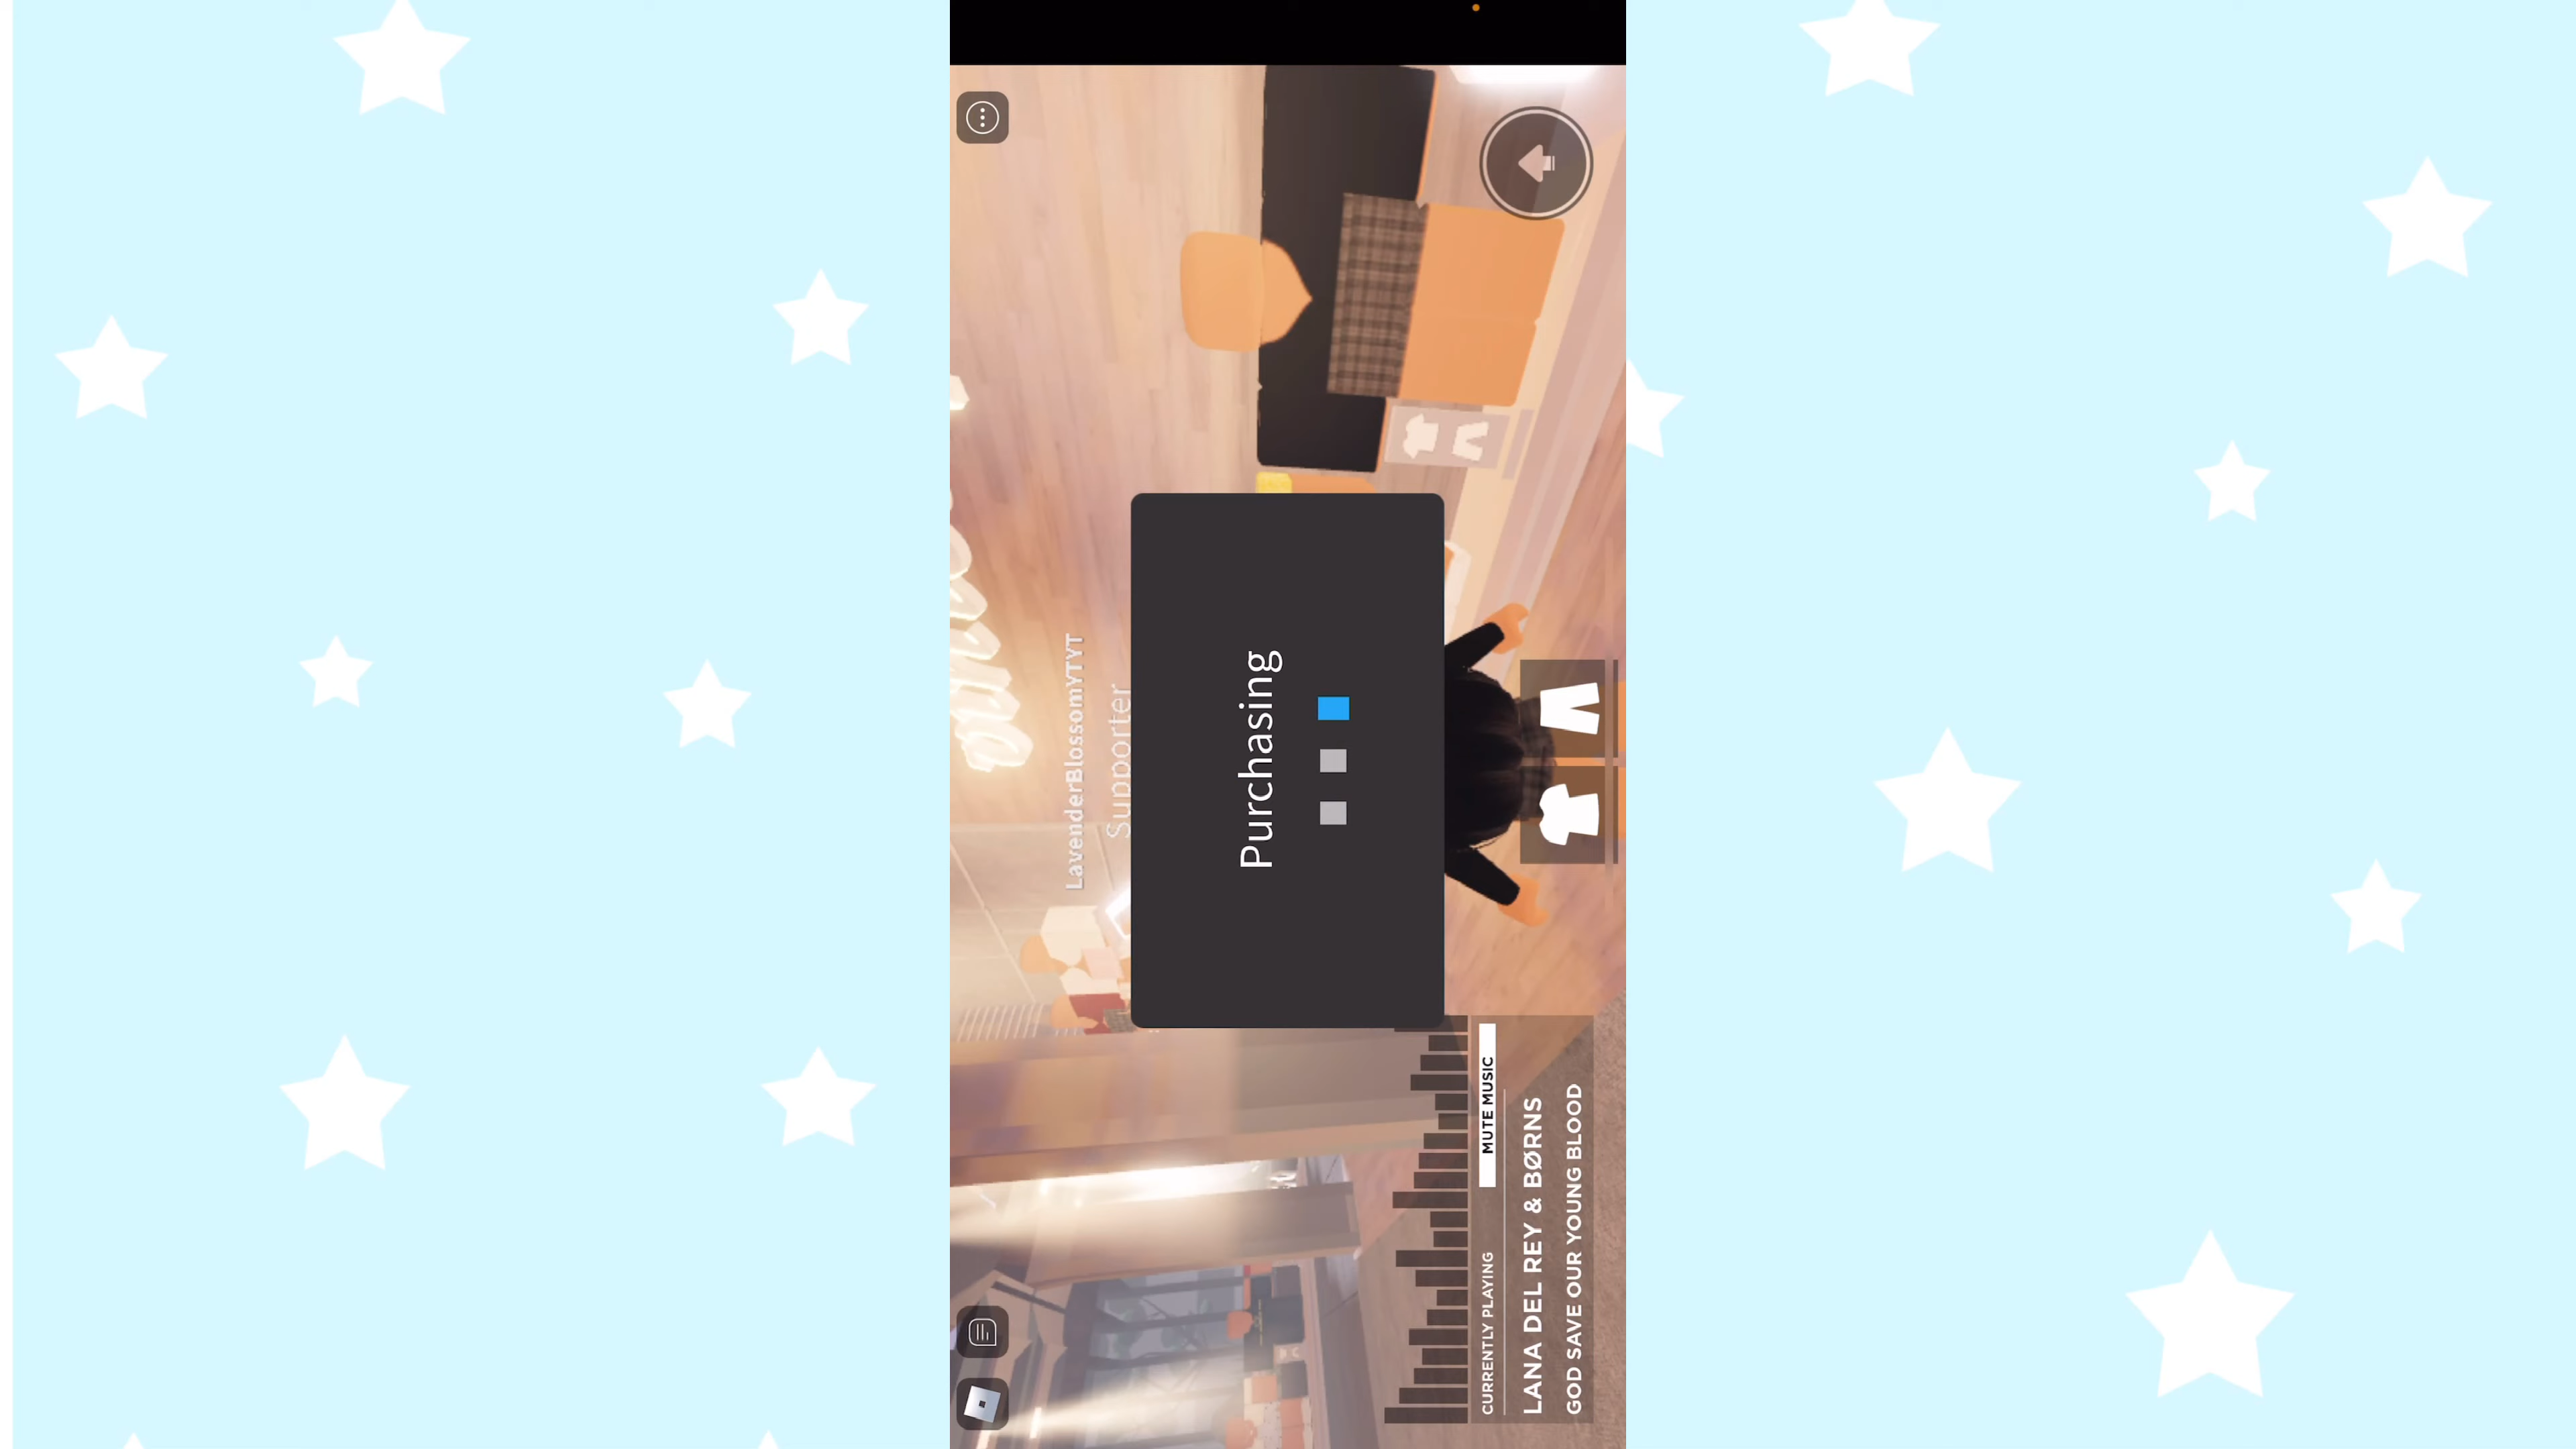 LavenderBlossomYTYT
Supporter
Purchasing
CURRENTLY PLAYING
MUTE MUSIC
LANA DEL REY & BØRNS
GOD SAVE OUR YOUNG BLOOD